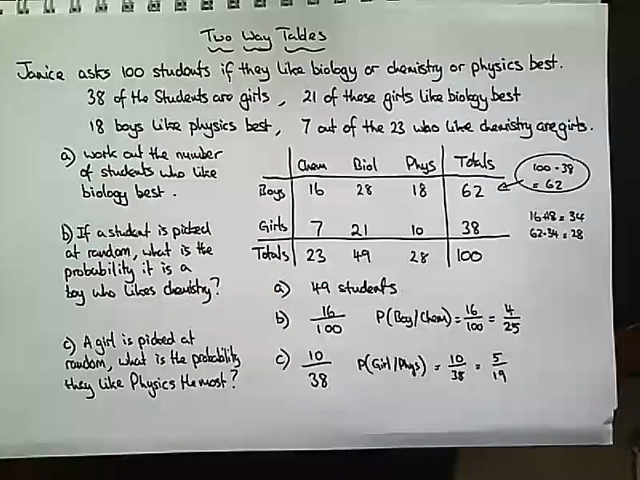 Two Way Tables
Janice asks 100 students if they like biology or chemistry or physics best.
38 of the students are girls, 21 of these girls like biology best
18 boys like physics best, 7 out of the 23 who like chemistry are girls.
a) work out the number
of students who like
biology best.
b) If a student is picked
at random, what is the
probability it is a
boy who likes chemistry?
c) A girl is picked at
random, what is the probability
they like Physics the most?
Chem Biol Phys Totals
Boys 16 28 18 62
Girls 7 21 10 38
Totals 23 49 28 100
100 - 38
= 62
16+18 = 34
62-34 = 28
a) 49 students
b) 16/100 P(Boy/Chem) = 16/100 = 4/25
c) 10/38 P(Girl/Phys) = 10/38 = 5/19